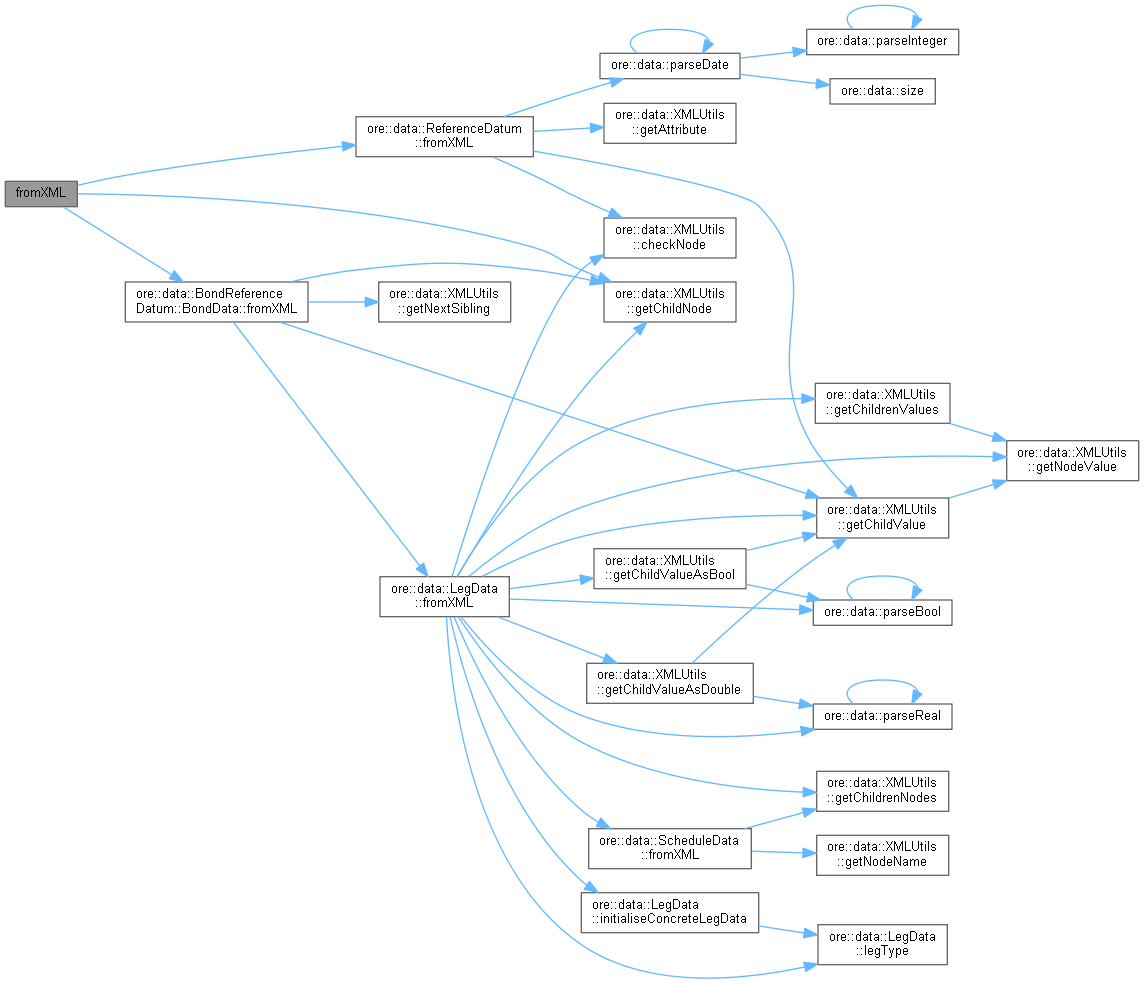 fromXML
ore::data::ReferenceDatum
::fromXML
ore::data::BondReference
Datum::BondData::fromXML
ore::data::XMLUtils
::getNextSibling
ore::data::LegData
::fromXML
ore::data::parseDate
ore::data::XMLUtils
::getAttribute
ore::data::XMLUtils
::checkNode
ore::data::XMLUtils
::getChildNode
ore::data::XMLUtils
::getChildValueAsBool
ore::data::XMLUtils
::getChildValueAsDouble
ore::data::ScheduleData
::fromXML
ore::data::LegData
::initialiseConcreteLegData
ore::data::parseInteger
ore::data::size
ore::data::XMLUtils
::getChildrenValues
ore::data::XMLUtils
::getChildValue
ore::data::parseBool
ore::data::parseReal
ore::data::XMLUtils
::getChildrenNodes
ore::data::XMLUtils
::getNodeName
ore::data::LegData
::legType
ore::data::XMLUtils
::getNodeValue